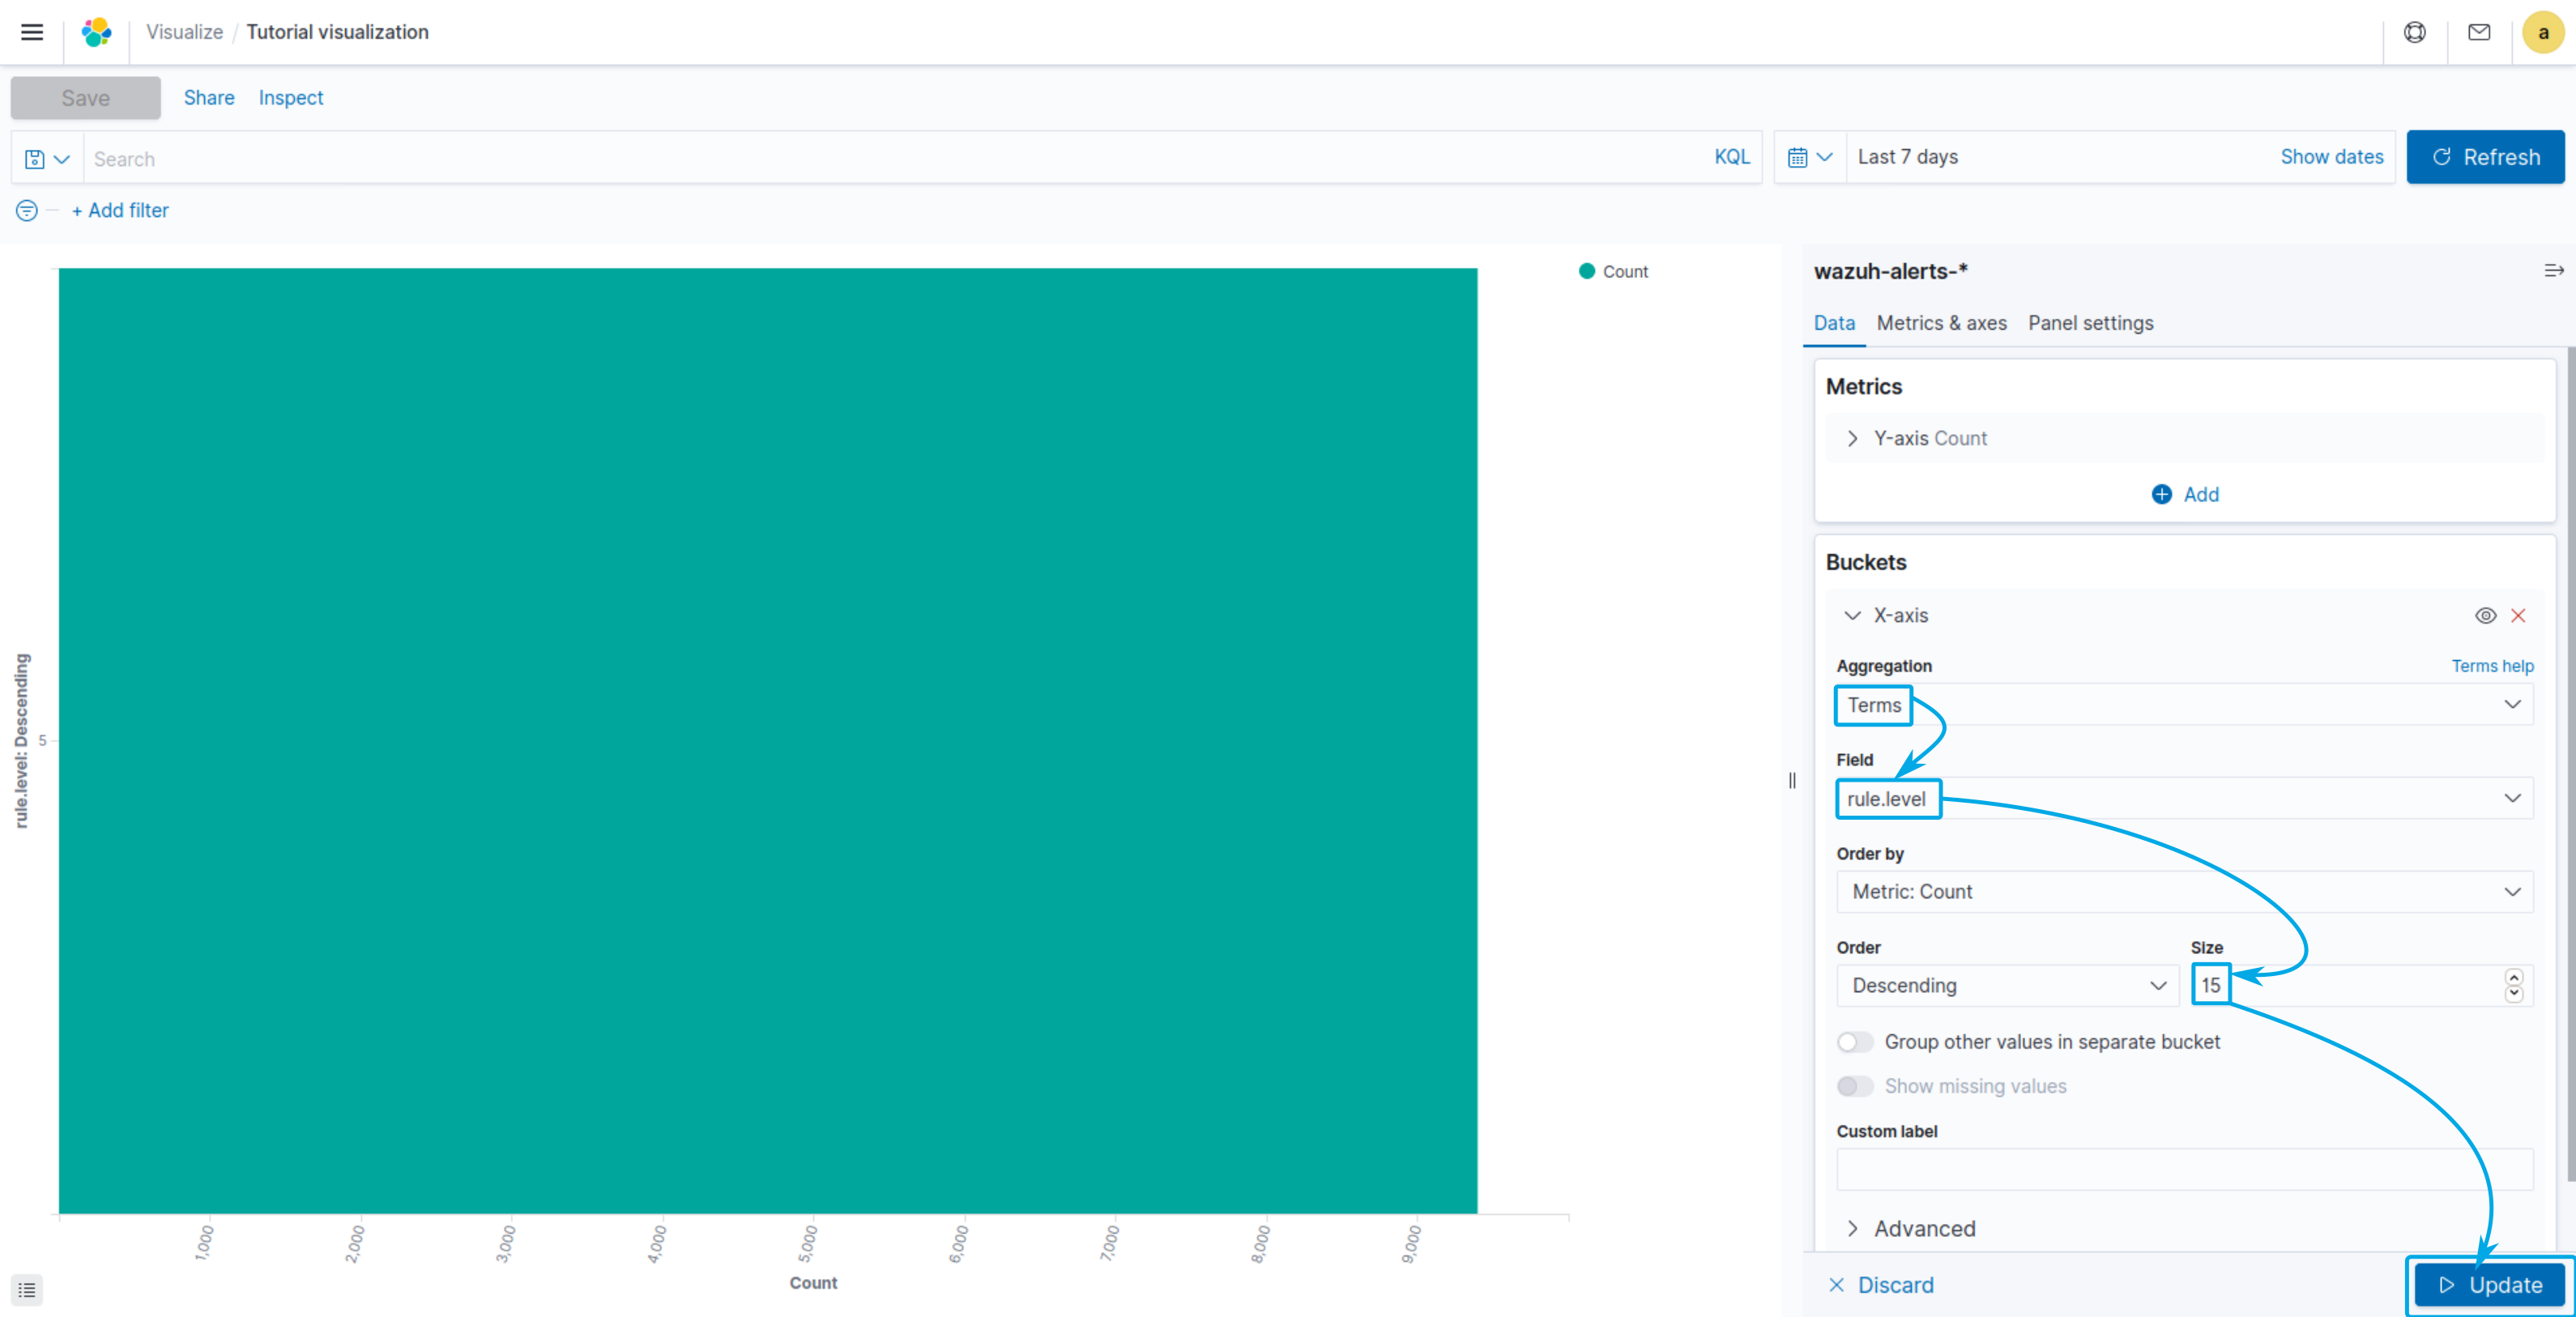 Visualize / Tutorial visualization
a
Save Share Inspect
Search KQL
Last 7 days Show dates
Refresh
+ Add filter
Count
rule.level: Descending
5
1,000 2,000 3,000 4,000 5,000 6,000 7,000 8,000 9,000
Count
wazuh-alerts-*
Data Metrics & axes Panel settings
Metrics
Y-axis Count
Add
Buckets
X-axis
Aggregation Terms help
Terms
Field
rule.level
Order by
Metric: Count
Order Size
Descending 15
Group other values in separate bucket
Show missing values
Custom label
Advanced
Discard Update